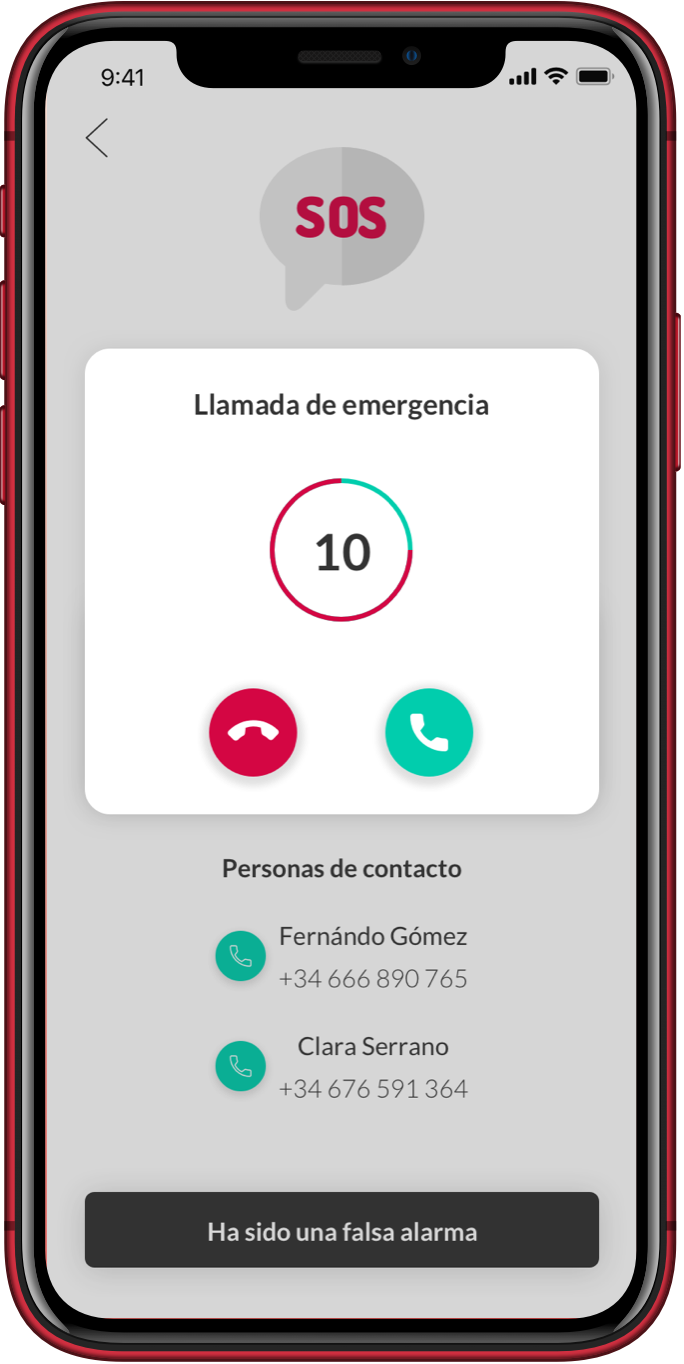 9:41
SOS
Llamada de emergencia
10
Personas de contacto
Fernándo Gómez
+34 666 890 765
Clara Serrano
+34 676 591 364
Ha sido una falsa alarma